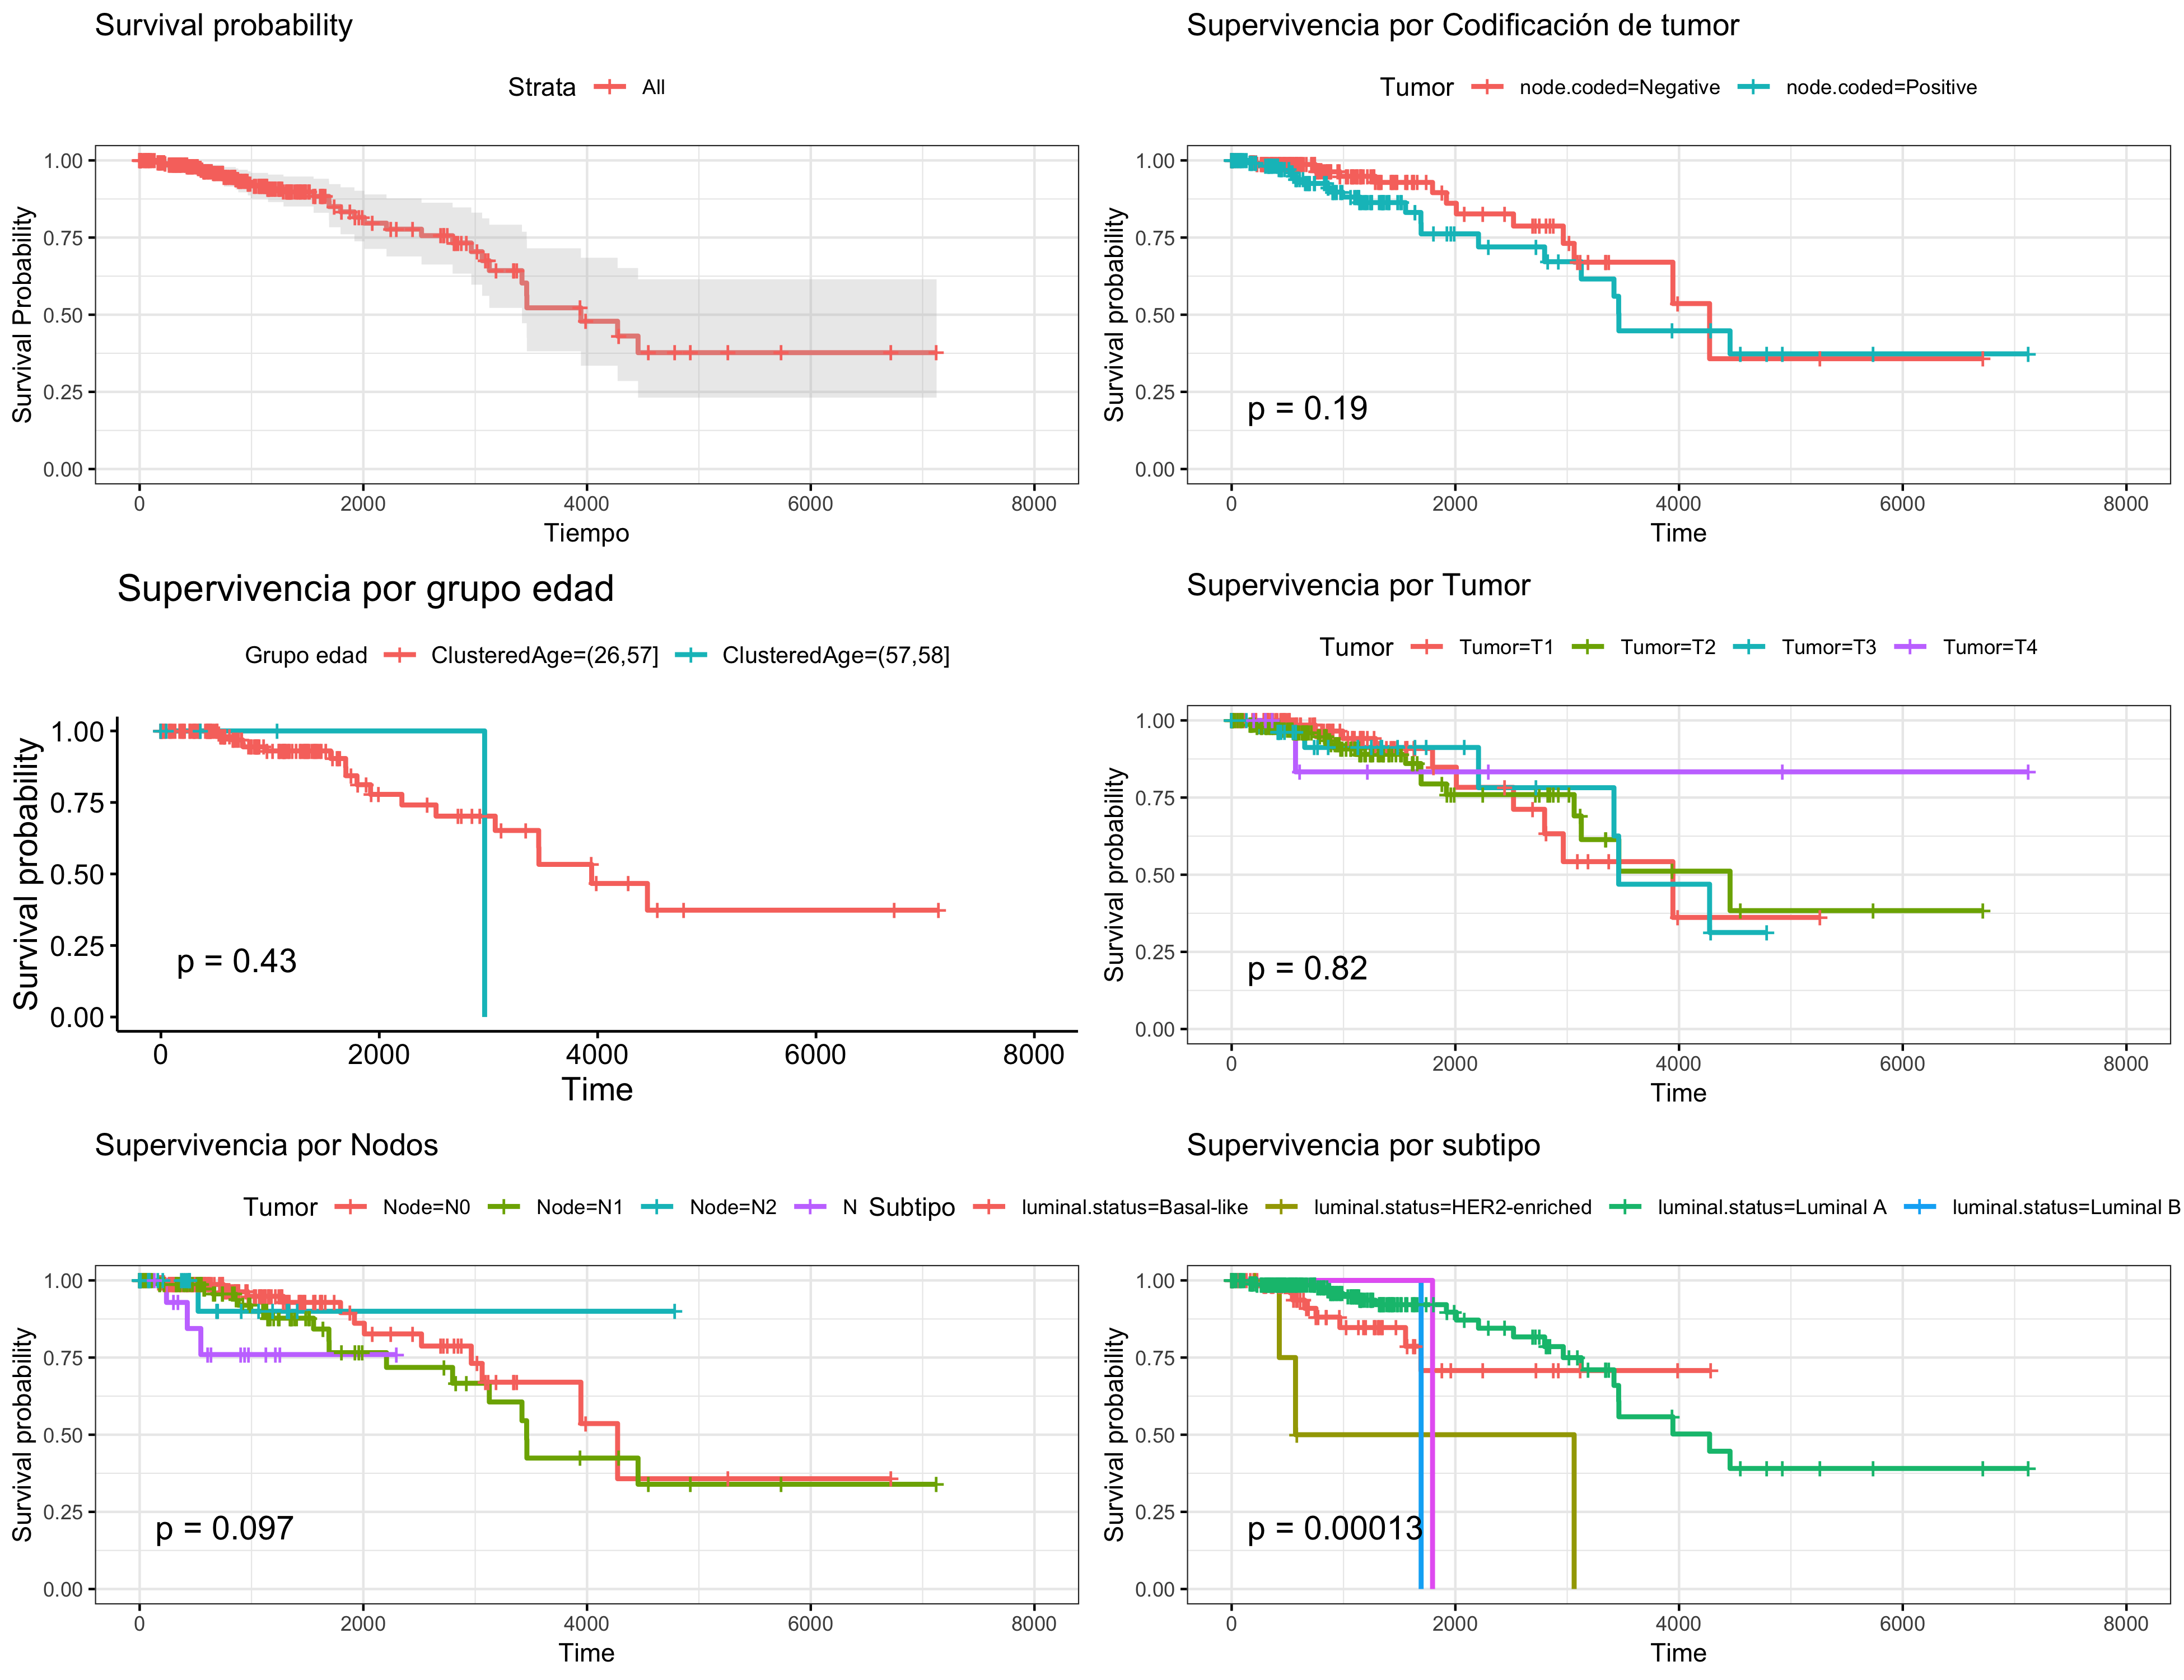 Survival probability
Strata All
Survival Probability
1.00
0.75
0.50
0.25
0.00
0 2000 4000 6000 8000
Tiempo
Supervivencia por Codificación de tumor
Tumor node.coded=Negative node.coded=Positive
Survival probability
1.00
0.75
0.50
0.25
0.00
p = 0.19
0 2000 4000 6000 8000
Time
Supervivencia por grupo edad
Grupo edad ClusteredAge=(26,57] ClusteredAge=(57,58]
Survival probability
1.00
0.75
0.50
0.25
0.00
p = 0.43
0 2000 4000 6000 8000
Time
Supervivencia por Tumor
Tumor Tumor=T1 Tumor=T2 Tumor=T3 Tumor=T4
Survival probability
1.00
0.75
0.50
0.25
0.00
p = 0.82
0 2000 4000 6000 8000
Time
Supervivencia por Nodos
Tumor Node=N0 Node=N1 Node=N2 N
Survival probability
1.00
0.75
0.50
0.25
0.00
p = 0.097
0 2000 4000 6000 8000
Time
Supervivencia por subtipo
Subtipo luminal.status=Basal-like luminal.status=HER2-enriched luminal.status=Luminal A luminal.status=Luminal B
Survival probability
1.00
0.75
0.50
0.25
0.00
p = 0.00013
0 2000 4000 6000 8000
Time